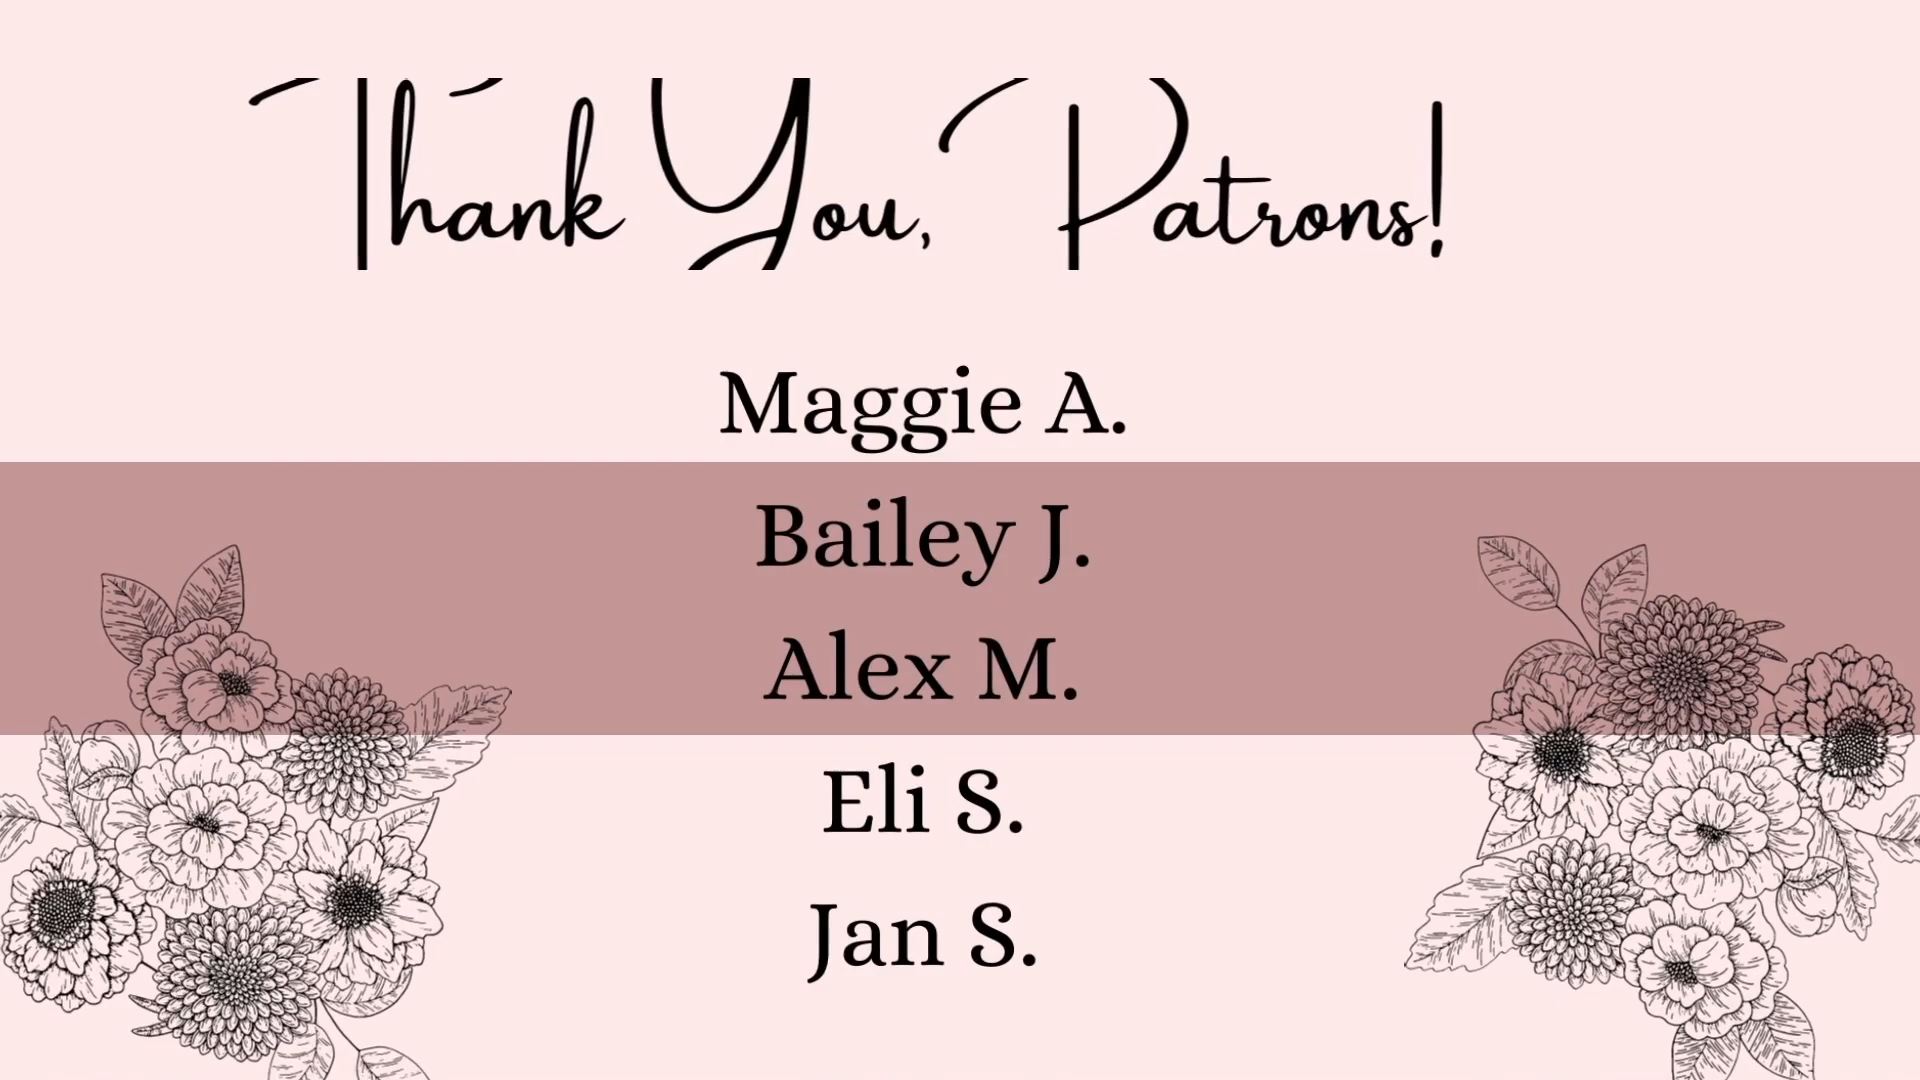 Thank You, Patrons!
Maggie A.
Bailey J.
Alex M.
Eli S.
Jan S.